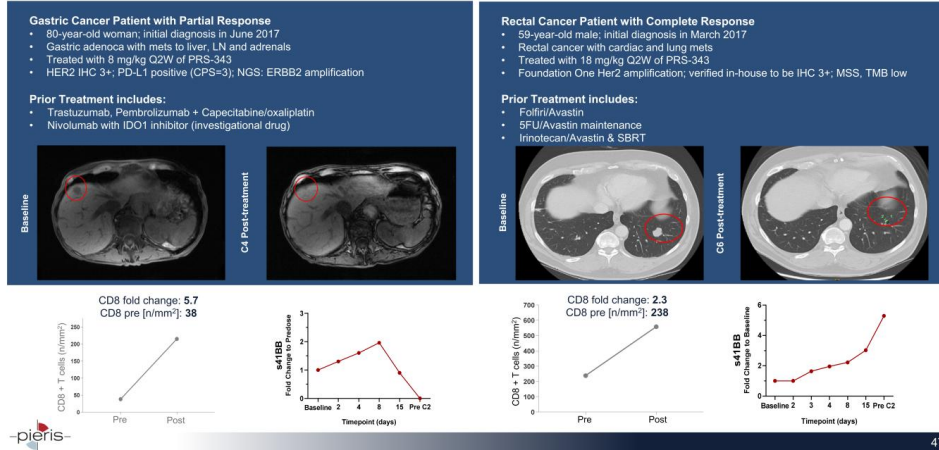 Gastric Cancer Patient with Partial Response
• 80-year-old woman; initial diagnosis in June 2017
• Gastric adenoca with mets to liver, LN and adrenals
• Treated with 8 mg/kg Q2W of PRS-343
• HER2 IHC 3+; PD-L1 positive (CPS=3); NGS: ERBB2 amplification
Prior Treatment includes:
• Trastuzumab, Pembrolizumab + Capecitabine/oxaliplatin
• Nivolumab with IDO1 inhibitor (investigational drug)
Baseline
C4 Post-treatment
CD8 fold change: 5.7
CD8 pre [n/mm²]: 38
CD8 + T cells (n/mm²)
250
200
150
100
50
0
Pre
Post
s41BB
Fold Change to Predose
3
2
1
0
Baseline 2 4 8 15 Pre C2
Timepoint (days)
Rectal Cancer Patient with Complete Response
• 59-year-old male; initial diagnosis in March 2017
• Rectal cancer with cardiac and lung mets
• Treated with 18 mg/kg Q2W of PRS-343
• Foundation One Her2 amplification; verified in-house to be IHC 3+; MSS, TMB low
Prior Treatment includes:
• Folfiri/Avastin
• 5FU/Avastin maintenance
• Irinotecan/Avastin & SBRT
Baseline
C6 Post-treatment
CD8 fold change: 2.3
CD8 pre [n/mm²]: 238
CD8 + T cells (n/mm²)
700
600
500
400
300
200
100
0
Pre
Post
s41BB
Fold Change to Baseline
6
4
2
0
Baseline 2 3 4 8 15 Pre C2
Timepoint (days)
pieris